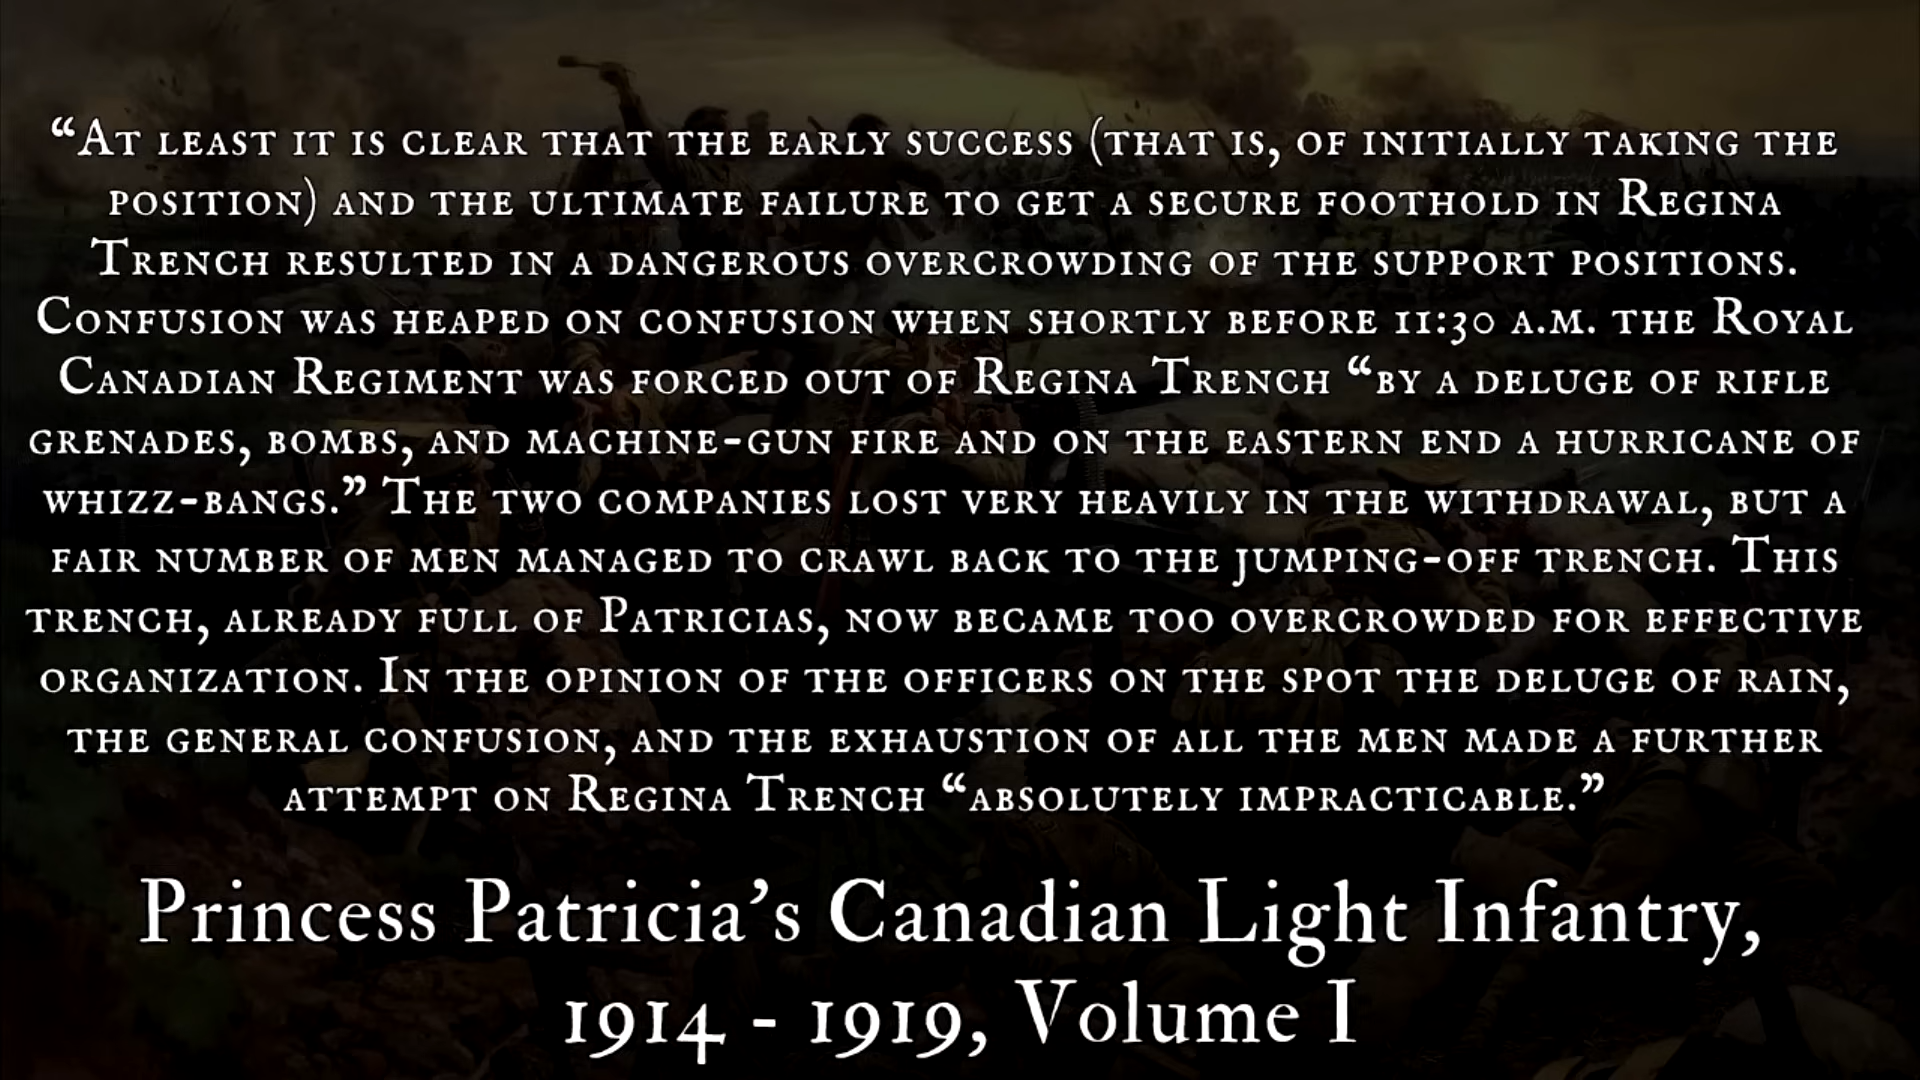 “At least it is clear that the early success (that is, of initially taking the
position) and the ultimate failure to get a secure foothold in Regina
Trench resulted in a dangerous overcrowding of the support positions.
Confusion was heaped on confusion when shortly before 11:30 a.m. the Royal
Canadian Regiment was forced out of Regina Trench “by a deluge of rifle
grenades, bombs, and machine-gun fire and on the eastern end a hurricane of
whizz-bangs.” The two companies lost very heavily in the withdrawal, but a
fair number of men managed to crawl back to the jumping-off trench. This
trench, already full of Patricias, now became too overcrowded for effective
organization. In the opinion of the officers on the spot the deluge of rain,
the general confusion, and the exhaustion of all the men made a further
attempt on Regina Trench “absolutely impracticable.”
Princess Patricia’s Canadian Light Infantry,
1914 - 1919, Volume I